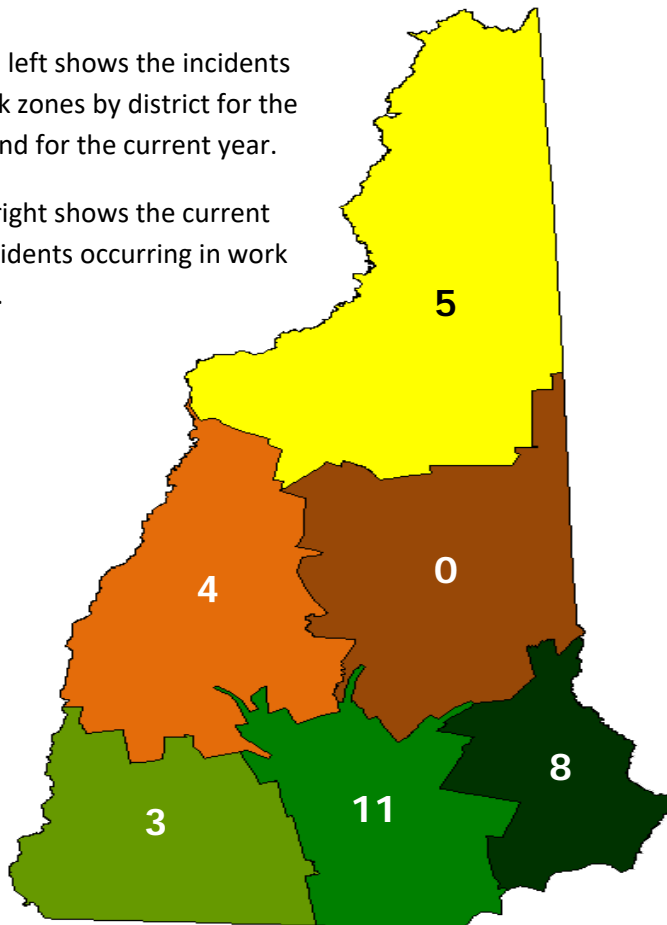 left shows the incidents
k zones by district for the
nd for the current year.
right shows the current
idents occurring in work
.
5
4
0
3
11
8